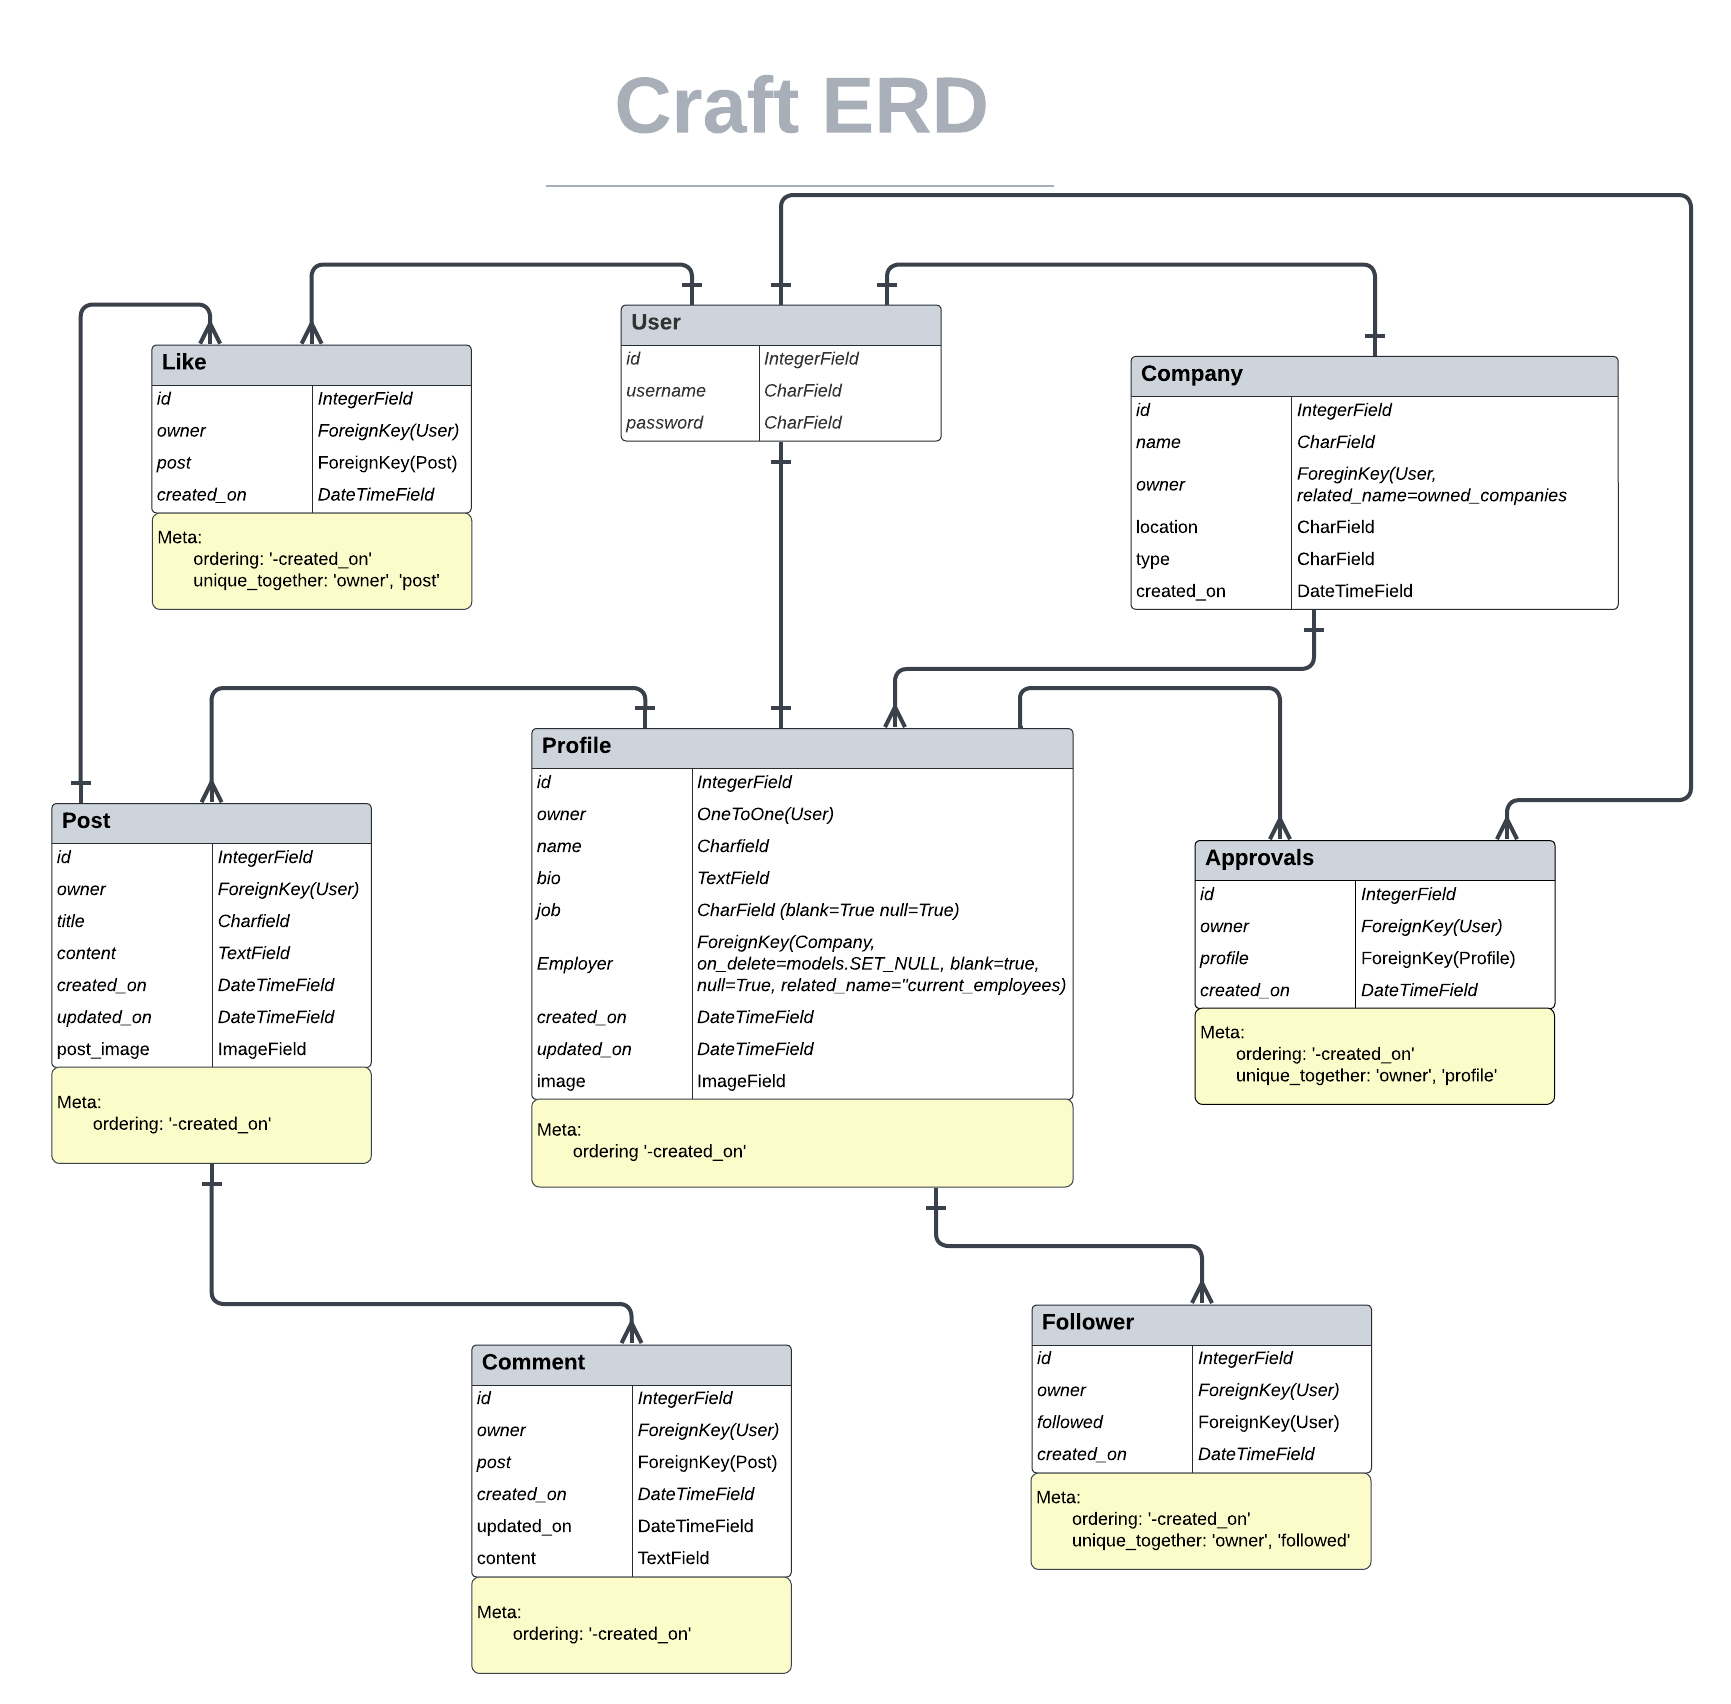 Craft ERD
User
id IntegerField
username CharField
password CharField
Like
id IntegerField
owner ForeignKey(User)
post ForeignKey(Post)
created_on DateTimeField
Meta:
ordering: '-created_on'
unique_together: 'owner', 'post'
Company
id IntegerField
name CharField
owner ForeginKey(User,
related_name=owned_companies
location CharField
type CharField
created_on DateTimeField
Post
id IntegerField
owner ForeignKey(User)
title Charfield
content TextField
created_on DateTimeField
updated_on DateTimeField
post_image ImageField
Meta:
ordering: '-created_on'
Profile
id IntegerField
owner OneToOne(User)
name Charfield
bio TextField
job CharField (blank=True null=True)
Employer ForeignKey(Company,
on_delete=models.SET_NULL, blank=true,
null=True, related_name="current_employees)
created_on DateTimeField
updated_on DateTimeField
image ImageField
Meta:
ordering '-created_on'
Approvals
id IntegerField
owner ForeignKey(User)
profile ForeignKey(Profile)
created_on DateTimeField
Meta:
ordering: '-created_on'
unique_together: 'owner', 'profile'
Comment
id IntegerField
owner ForeignKey(User)
post ForeignKey(Post)
created_on DateTimeField
updated_on DateTimeField
content TextField
Meta:
ordering: '-created_on'
Follower
id IntegerField
owner ForeignKey(User)
followed ForeignKey(User)
created_on DateTimeField
Meta:
ordering: '-created_on'
unique_together: 'owner', 'followed'